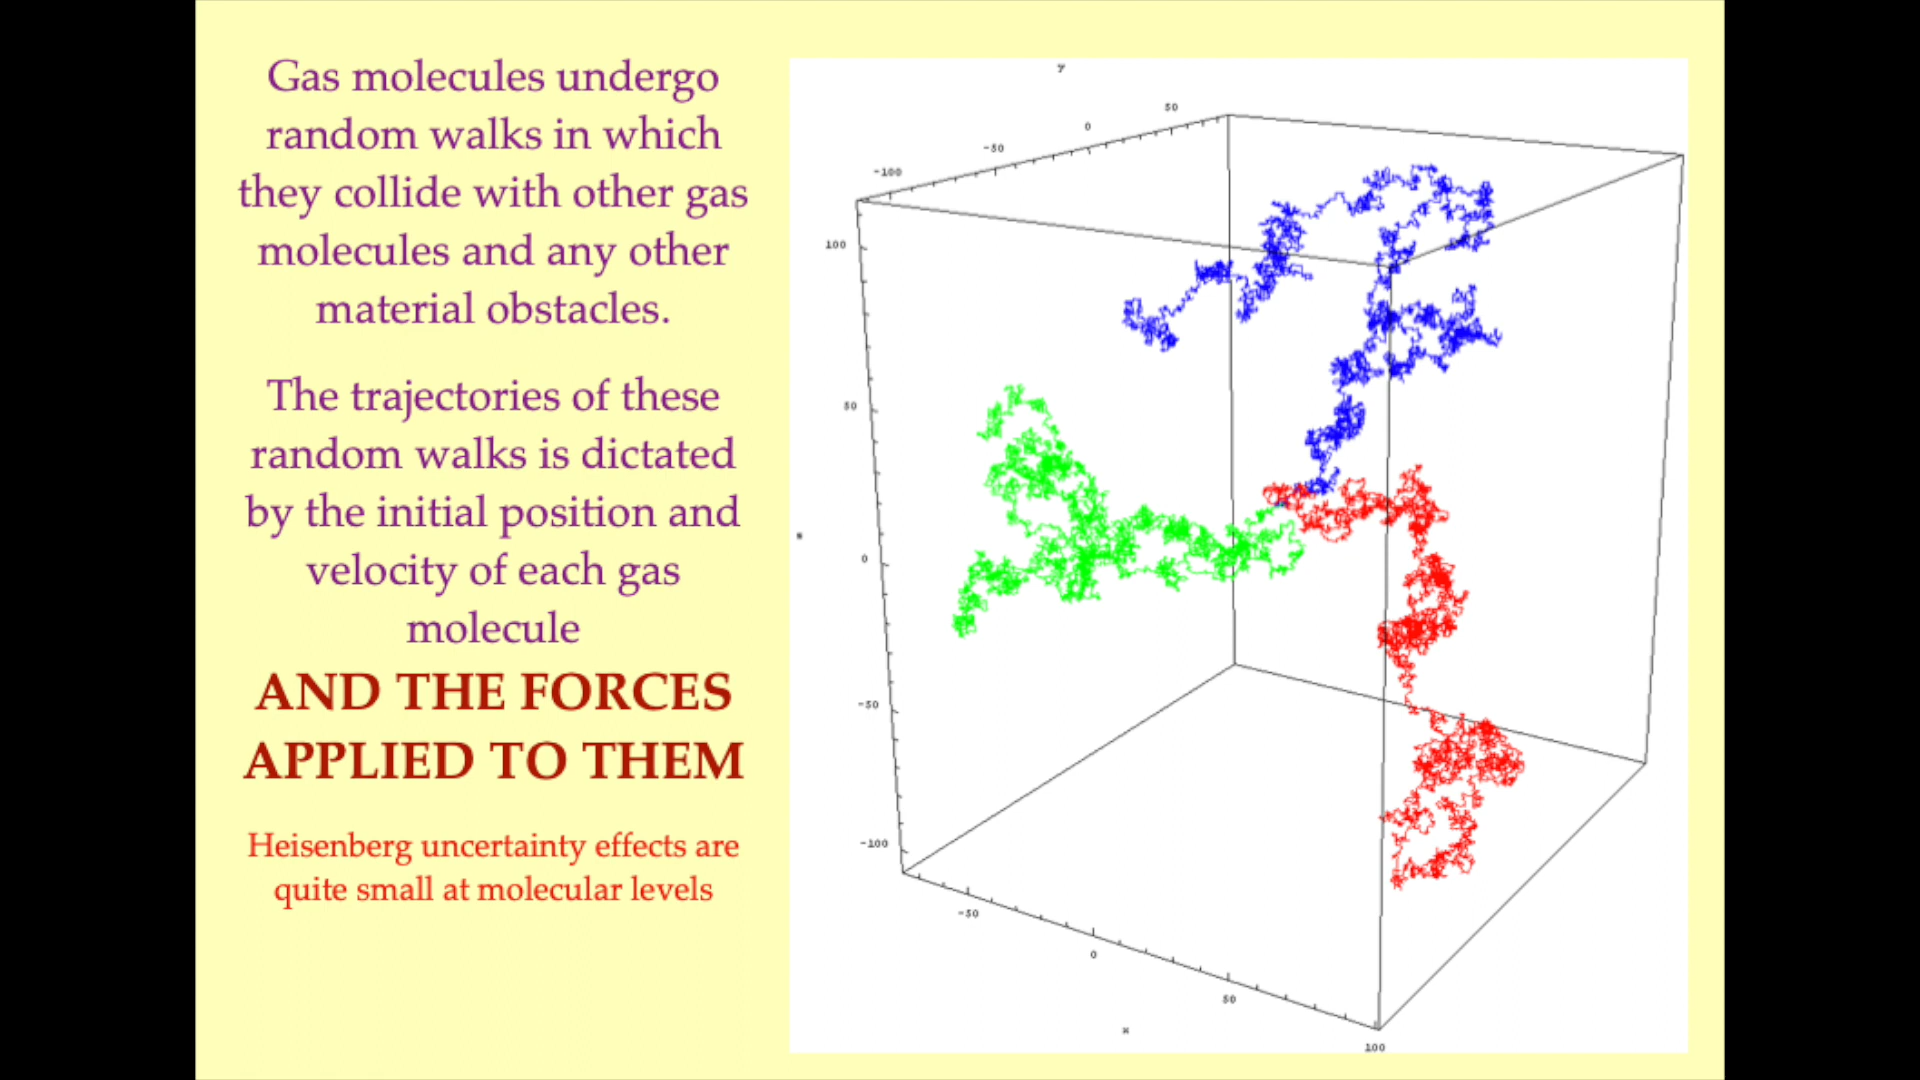 Gas molecules undergo
random walks in which
they collide with other gas
molecules and any other
material obstacles.
The trajectories of these
random walks is dictated
by the initial position and
velocity of each gas
molecule
AND THE FORCES
APPLIED TO THEM
Heisenberg uncertainty effects are
quite small at molecular levels
Y
50
0
-50
-100
100
50
0
-50
-100
-50
0
50
x
100